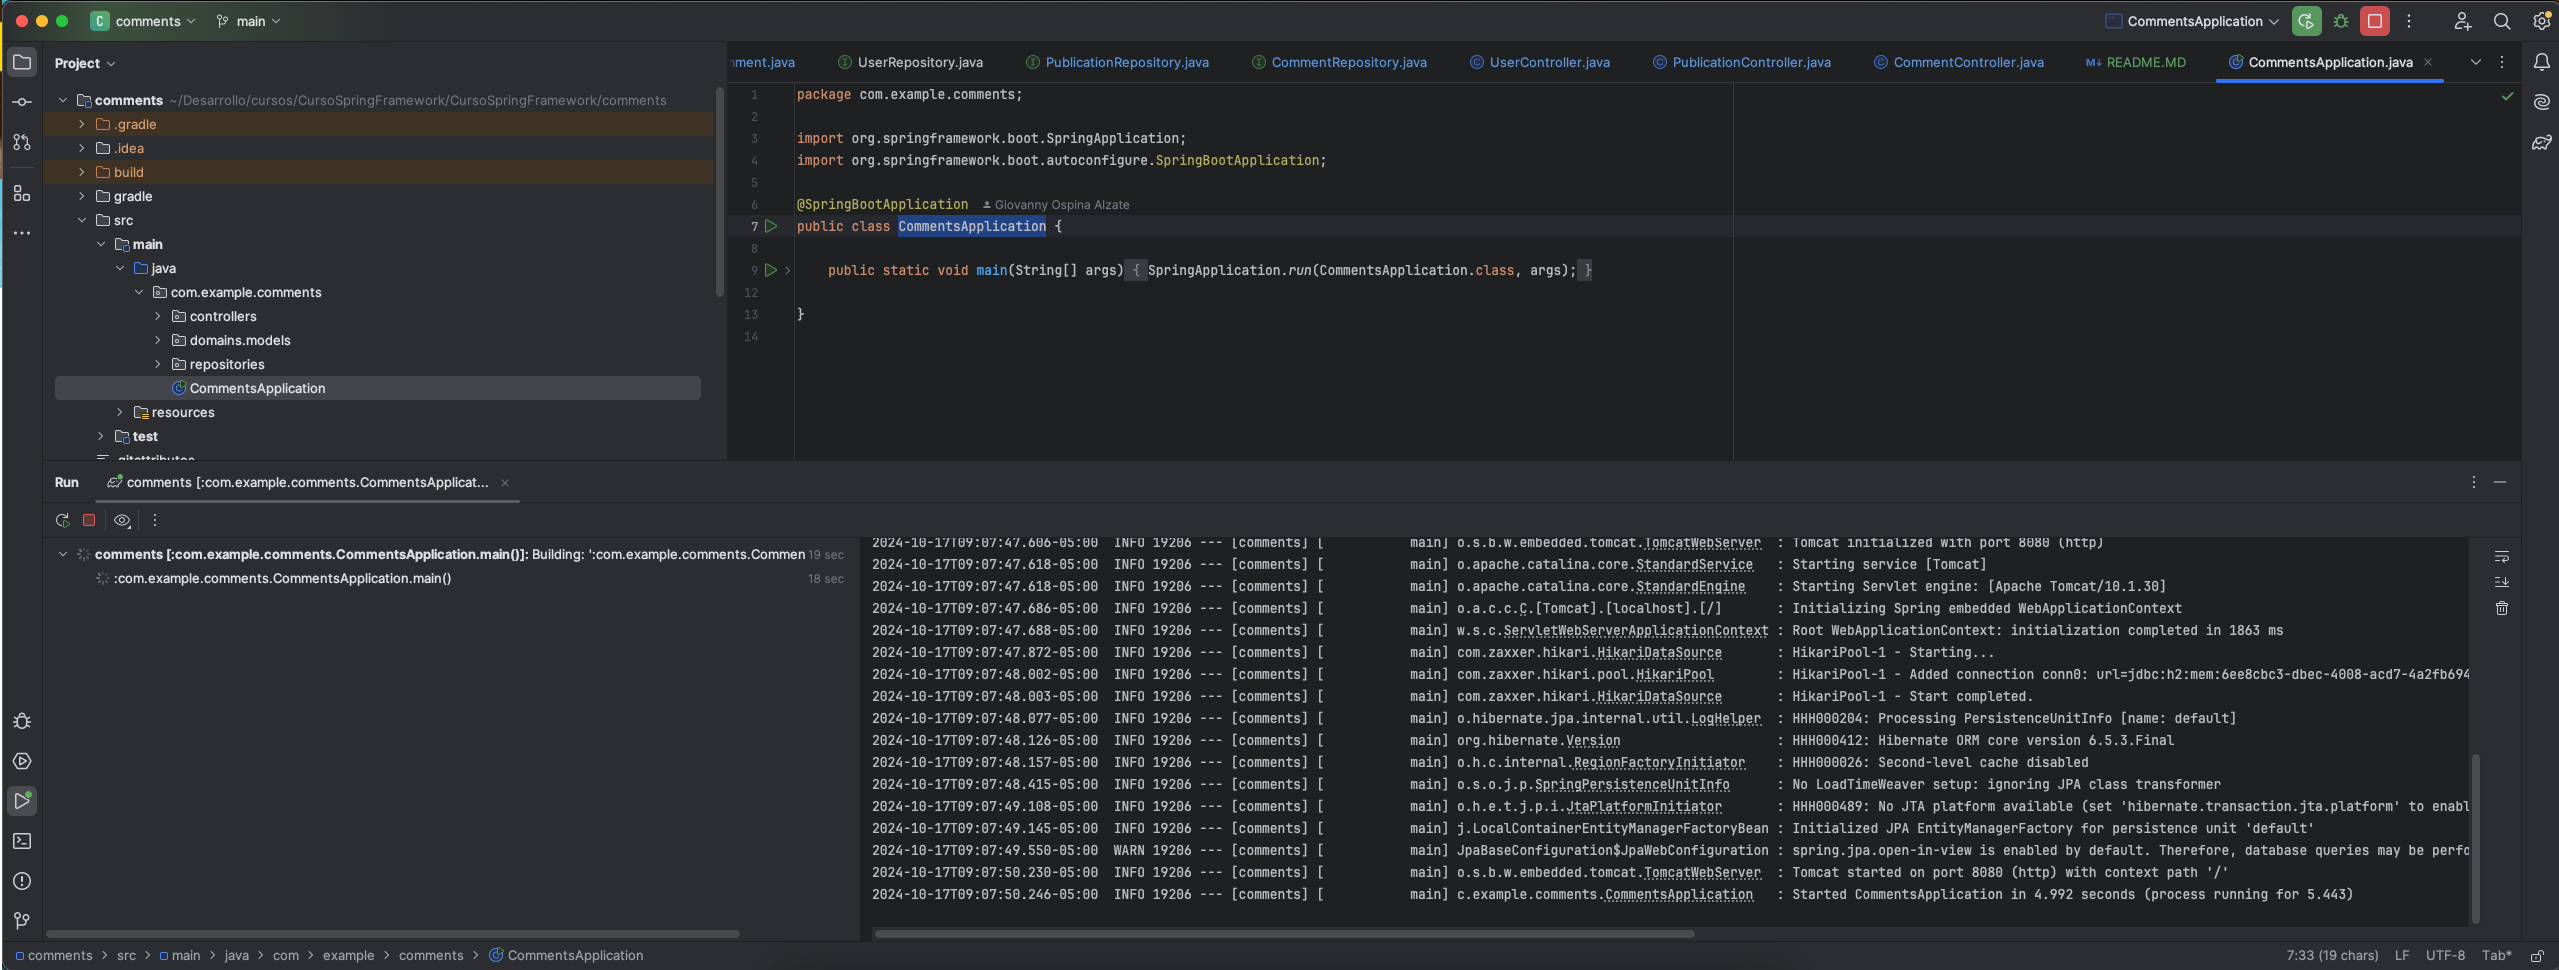 C comments main CommentsApplication
Project
comments ~/Desarrollo/cursos/CursoSpringFramework/CursoSpringFramework/comments
.gradle
.idea
build
gradle
src
main
java
com.example.comments
controllers
domains.models
repositories
CommentsApplication
resources
test
.gitattributes
nment.java UserRepository.java PublicationRepository.java CommentRepository.java UserController.java PublicationController.java CommentController.java README.MD CommentsApplication.java
1 package com.example.comments;
2
3 import org.springframework.boot.SpringApplication;
4 import org.springframework.boot.autoconfigure.SpringBootApplication;
5
6 @SpringBootApplication Giovanny Ospina Alzate
7 public class CommentsApplication {
8
9 public static void main(String[] args) { SpringApplication.run(CommentsApplication.class, args); }
12
13 }
14
Run comments [:com.example.comments.CommentsApplicat...
comments [:com.example.comments.CommentsApplication.main()]: Building: ':com.example.comments.Commen 19 sec
:com.example.comments.CommentsApplication.main() 18 sec
2024-10-17T09:07:47.606-05:00 INFO 19206 --- [comments] [ main] o.s.b.w.embedded.tomcat.TomcatWebServer : Tomcat initialized with port 8080 (http)
2024-10-17T09:07:47.618-05:00 INFO 19206 --- [comments] [ main] o.apache.catalina.core.StandardService : Starting service [Tomcat]
2024-10-17T09:07:47.618-05:00 INFO 19206 --- [comments] [ main] o.apache.catalina.core.StandardEngine : Starting Servlet engine: [Apache Tomcat/10.1.30]
2024-10-17T09:07:47.686-05:00 INFO 19206 --- [comments] [ main] o.a.c.c.C.[Tomcat].[localhost].[/] : Initializing Spring embedded WebApplicationContext
2024-10-17T09:07:47.688-05:00 INFO 19206 --- [comments] [ main] w.s.c.ServletWebServerApplicationContext : Root WebApplicationContext: initialization completed in 1863 ms
2024-10-17T09:07:47.872-05:00 INFO 19206 --- [comments] [ main] com.zaxxer.hikari.HikariDataSource : HikariPool-1 - Starting...
2024-10-17T09:07:48.002-05:00 INFO 19206 --- [comments] [ main] com.zaxxer.hikari.pool.HikariPool : HikariPool-1 - Added connection conn0: url=jdbc:h2:mem:6ee8cbc3-dbec-4008-acd7-4a2fb694
2024-10-17T09:07:48.003-05:00 INFO 19206 --- [comments] [ main] com.zaxxer.hikari.HikariDataSource : HikariPool-1 - Start completed.
2024-10-17T09:07:48.077-05:00 INFO 19206 --- [comments] [ main] o.hibernate.jpa.internal.util.LogHelper : HHH000204: Processing PersistenceUnitInfo [name: default]
2024-10-17T09:07:48.126-05:00 INFO 19206 --- [comments] [ main] org.hibernate.Version : HHH000412: Hibernate ORM core version 6.5.3.Final
2024-10-17T09:07:48.157-05:00 INFO 19206 --- [comments] [ main] o.h.c.internal.RegionFactoryInitiator : HHH000026: Second-level cache disabled
2024-10-17T09:07:48.415-05:00 INFO 19206 --- [comments] [ main] o.s.o.j.p.SpringPersistenceUnitInfo : No LoadTimeWeaver setup: ignoring JPA class transformer
2024-10-17T09:07:49.108-05:00 INFO 19206 --- [comments] [ main] o.h.e.t.j.p.i.JtaPlatformInitiator : HHH000489: No JTA platform available (set 'hibernate.transaction.jta.platform' to enabl
2024-10-17T09:07:49.145-05:00 INFO 19206 --- [comments] [ main] j.LocalContainerEntityManagerFactoryBean : Initialized JPA EntityManagerFactory for persistence unit 'default'
2024-10-17T09:07:49.550-05:00 WARN 19206 --- [comments] [ main] JpaBaseConfiguration$JpaWebConfiguration : spring.jpa.open-in-view is enabled by default. Therefore, database queries may be perfo
2024-10-17T09:07:50.230-05:00 INFO 19206 --- [comments] [ main] o.s.b.w.embedded.tomcat.TomcatWebServer : Tomcat started on port 8080 (http) with context path '/'
2024-10-17T09:07:50.246-05:00 INFO 19206 --- [comments] [ main] c.example.comments.CommentsApplication : Started CommentsApplication in 4.992 seconds (process running for 5.443)
comments > src > main > java > com > example > comments > CommentsApplication 7:33 (19 chars) LF UTF-8 Tab*